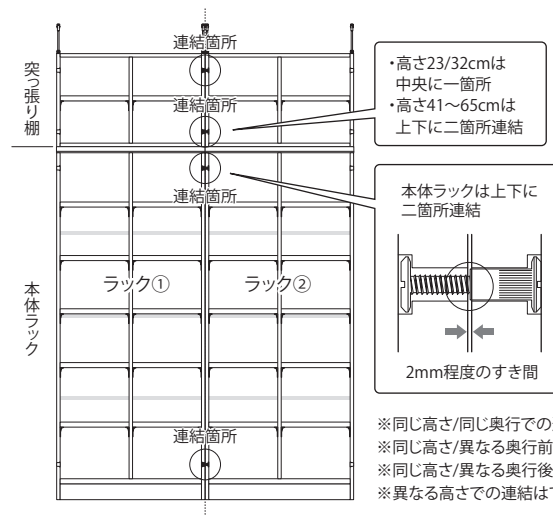 連結箇所
突っ張り棚
連結箇所
・高さ23/32cmは
中央に一箇所
・高さ41〜65cmは
上下に二箇所連結
連結箇所
本体ラックは上下に
二箇所連結
ラック①
ラック②
本体ラック
2mm程度のすき間
連結箇所
※同じ高さ/同じ奥行での
※同じ高さ/異なる奥行前
※同じ高さ/異なる奥行後
※異なる高さでの連結は